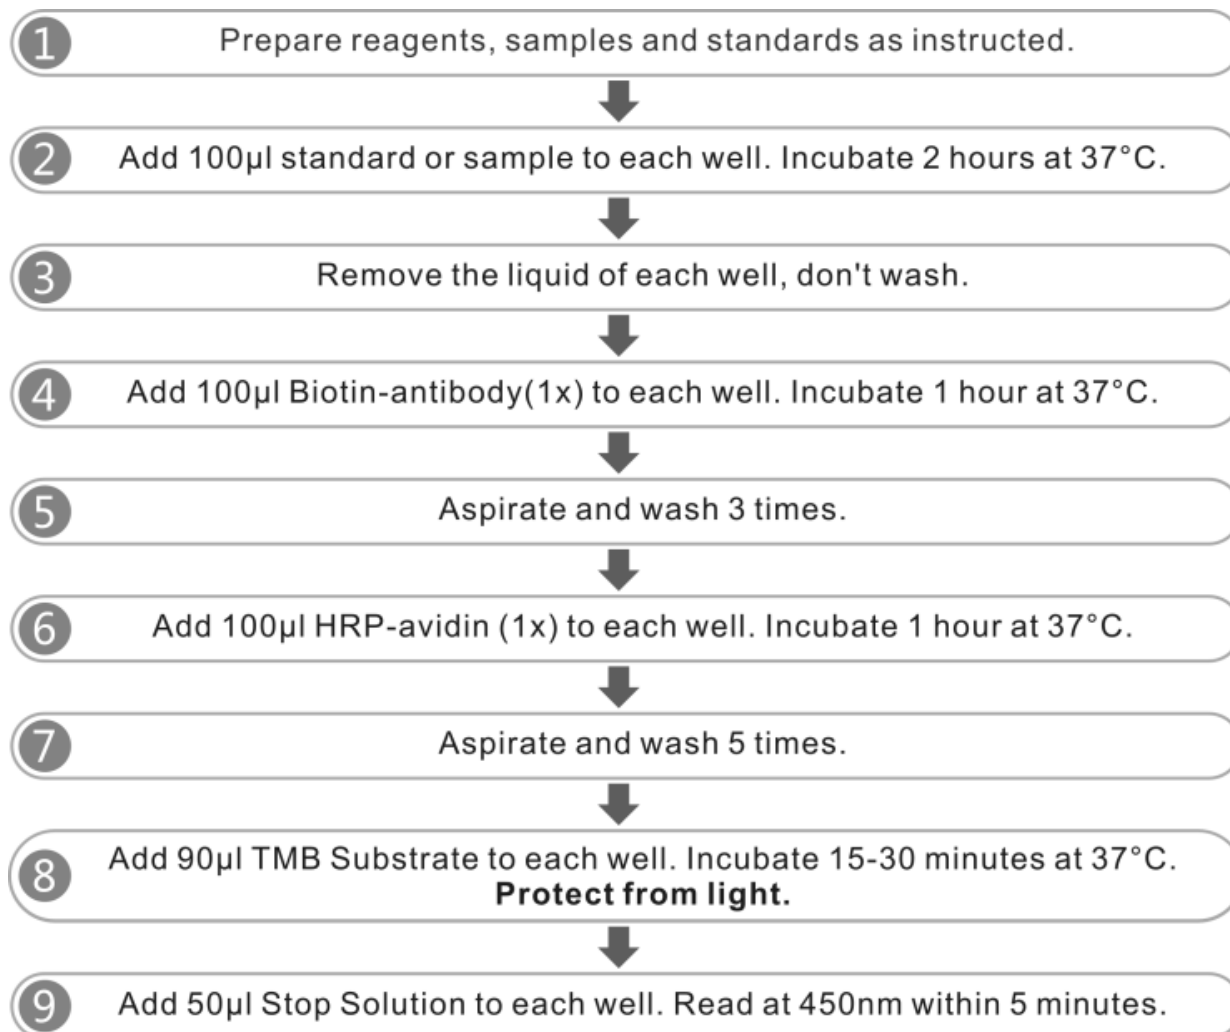 1 Prepare reagents, samples and standards as instructed.
2 Add 100μl standard or sample to each well. Incubate 2 hours at 37°C.
3 Remove the liquid of each well, don't wash.
4 Add 100μl Biotin-antibody(1x) to each well. Incubate 1 hour at 37°C.
5 Aspirate and wash 3 times.
6 Add 100μl HRP-avidin (1x) to each well. Incubate 1 hour at 37°C.
7 Aspirate and wash 5 times.
8 Add 90μl TMB Substrate to each well. Incubate 15-30 minutes at 37°C.
Protect from light.
9 Add 50μl Stop Solution to each well. Read at 450nm within 5 minutes.